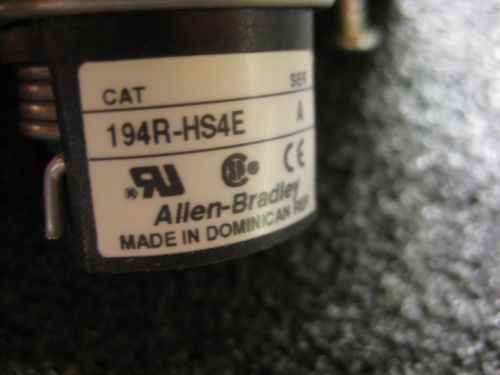 CAT SER
194R-HS4E A
Allen-Bradley
MADE IN DOMINICAN REP